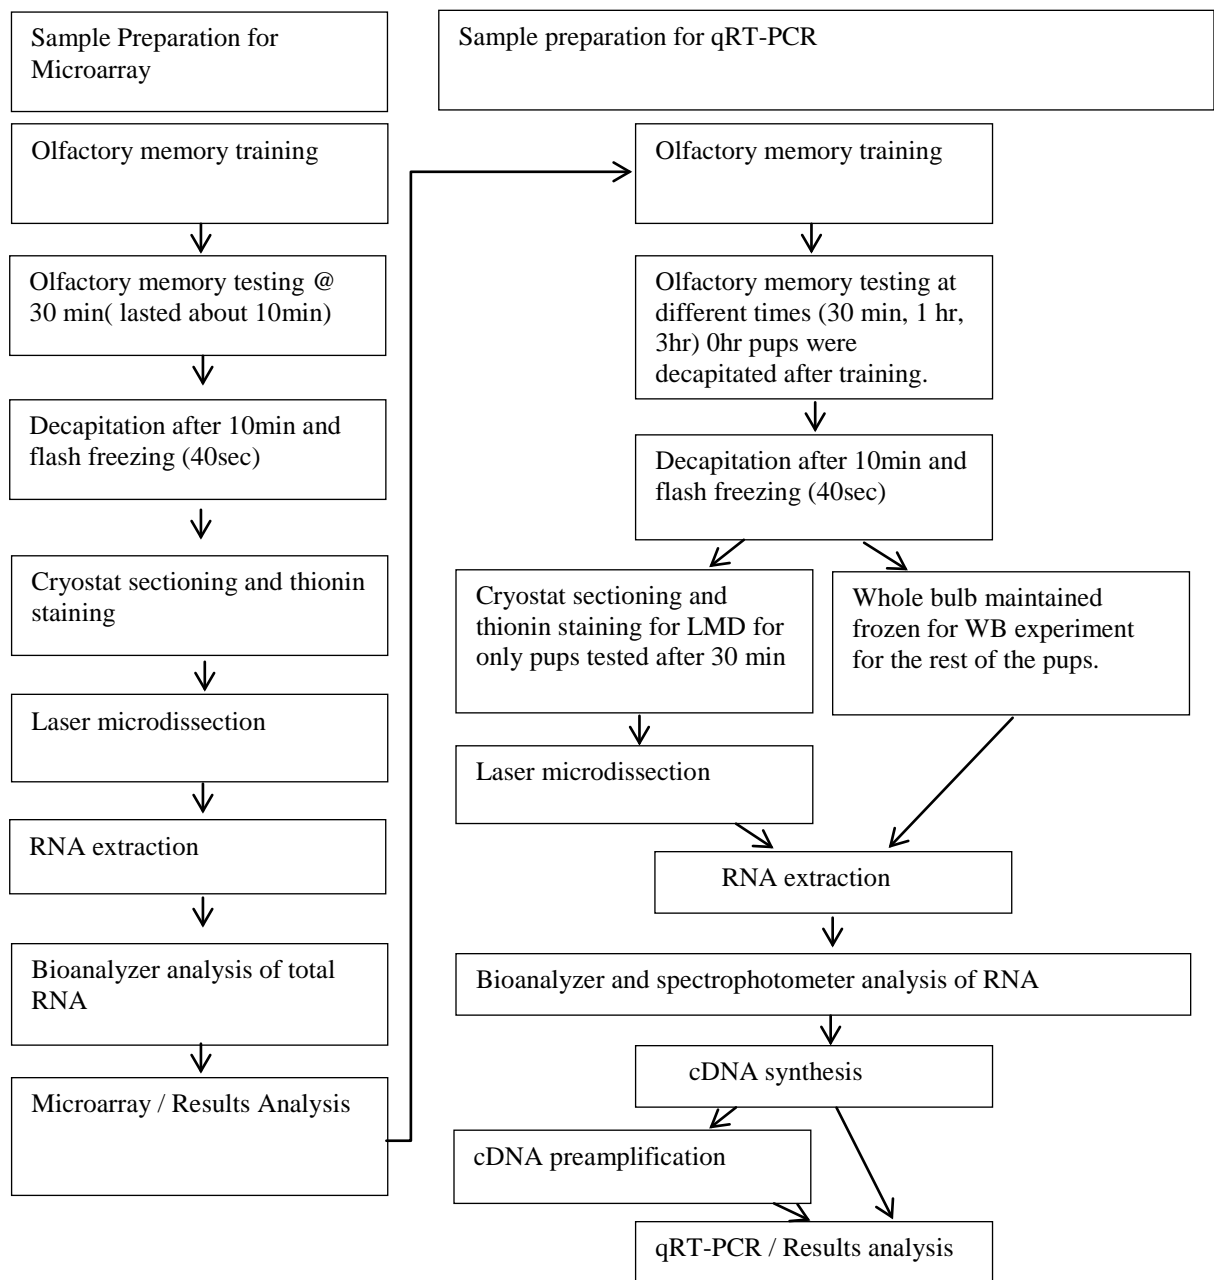 Sample Preparation for
Microarray
Olfactory memory training
Olfactory memory testing @
30 min( lasted about 10min)
Decapitation after 10min and
flash freezing (40sec)
Cryostat sectioning and thionin
staining
Laser microdissection
RNA extraction
Bioanalyzer analysis of total
RNA
Microarray / Results Analysis
Sample preparation for qRT-PCR
Olfactory memory training
Olfactory memory testing at
different times (30 min, 1 hr,
3hr) 0hr pups were
decapitated after training.
Decapitation after 10min and
flash freezing (40sec)
Cryostat sectioning and
thionin staining for LMD for
only pups tested after 30 min
Whole bulb maintained
frozen for WB experiment
for the rest of the pups.
Laser microdissection
RNA extraction
Bioanalyzer and spectrophotometer analysis of RNA
cDNA synthesis
cDNA preamplification
qRT-PCR / Results analysis